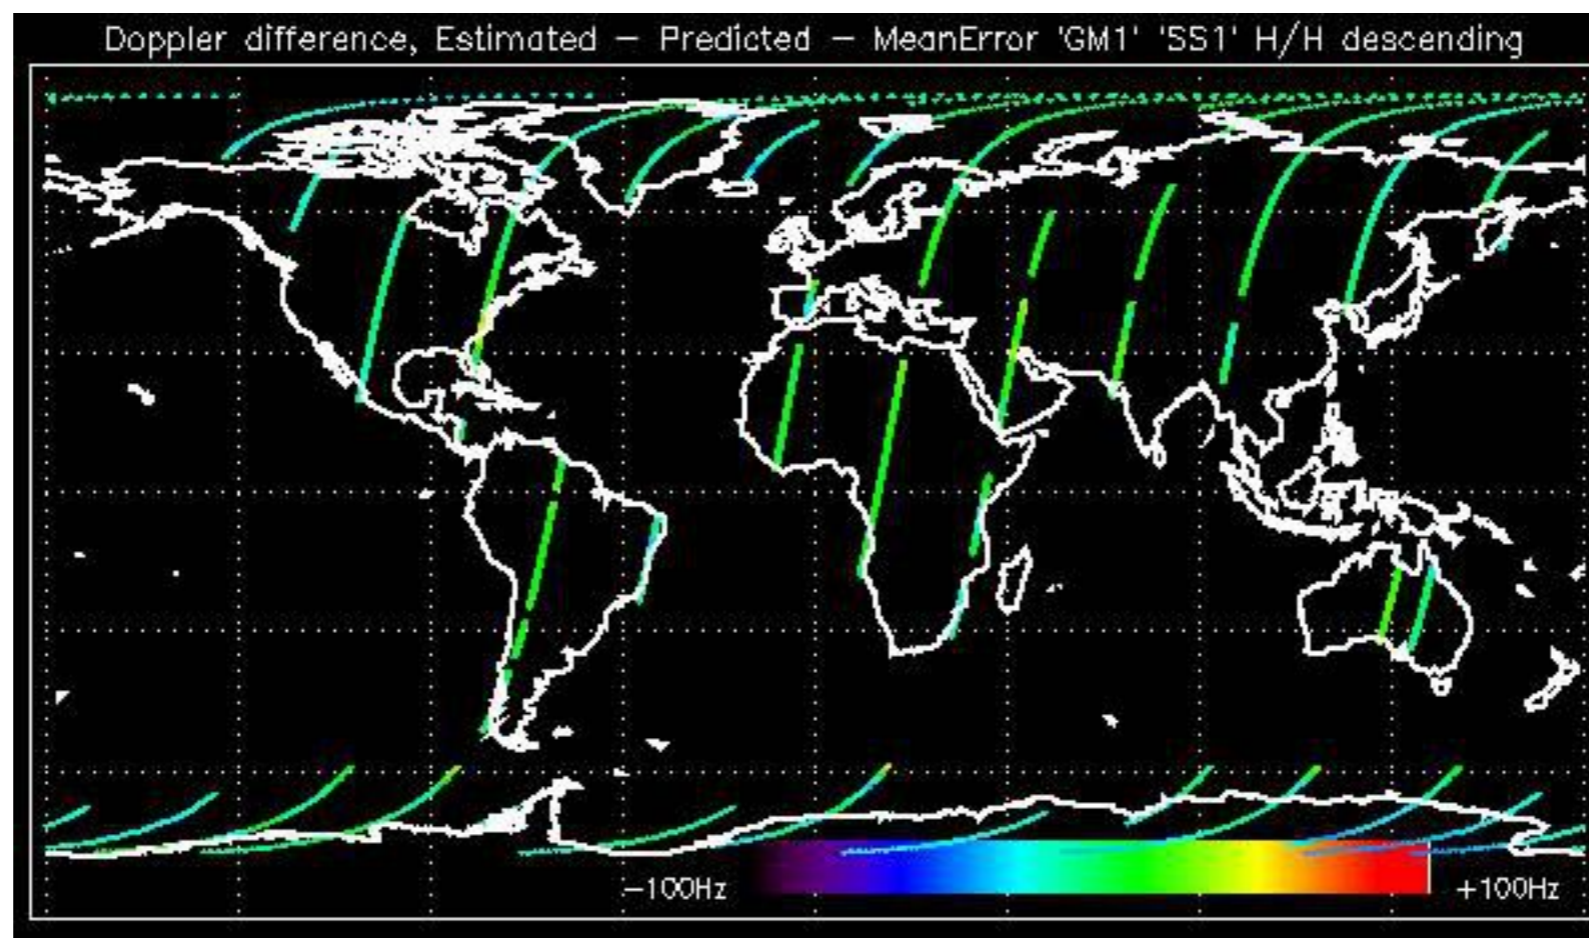 Doppler difference, Estimated – Predicted – MeanError 'GM1' 'SS1' H/H descending
–100Hz +100Hz